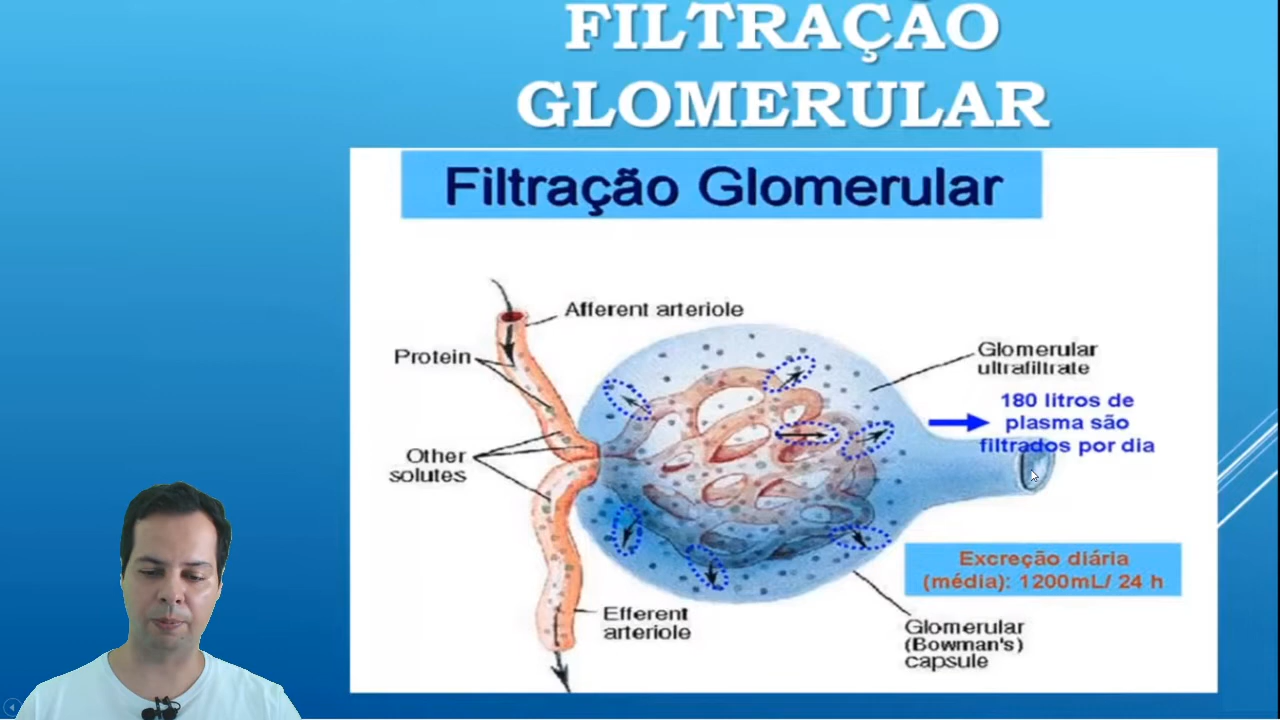 FILTRAÇÃO
GLOMERULAR
Filtração Glomerular
Afferent arteriole
Protein
Glomerular
ultrafiltrate
180 litros de
plasma são
filtrados por dia
Other
solutes
Excreção diária
(média): 1200mL/ 24 h
Efferent
arteriole
Glomerular
(Bowman's)
capsule